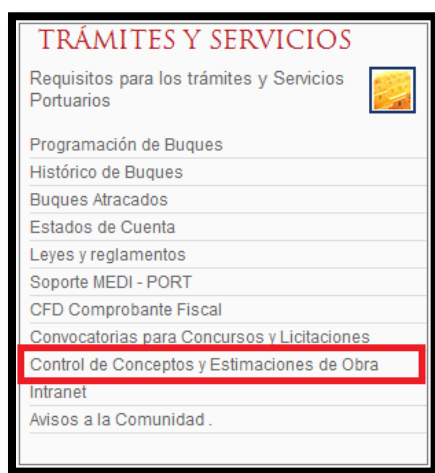 TRÁMITES Y SERVICIOS
Requisitos para los trámites y Servicios
Portuarios
Programación de Buques
Histórico de Buques
Buques Atracados
Estados de Cuenta
Leyes y reglamentos
Soporte MEDI - PORT
CFD Comprobante Fiscal
Convocatorias para Concursos y Licitaciones
Control de Conceptos y Estimaciones de Obra
Intranet
Avisos a la Comunidad .